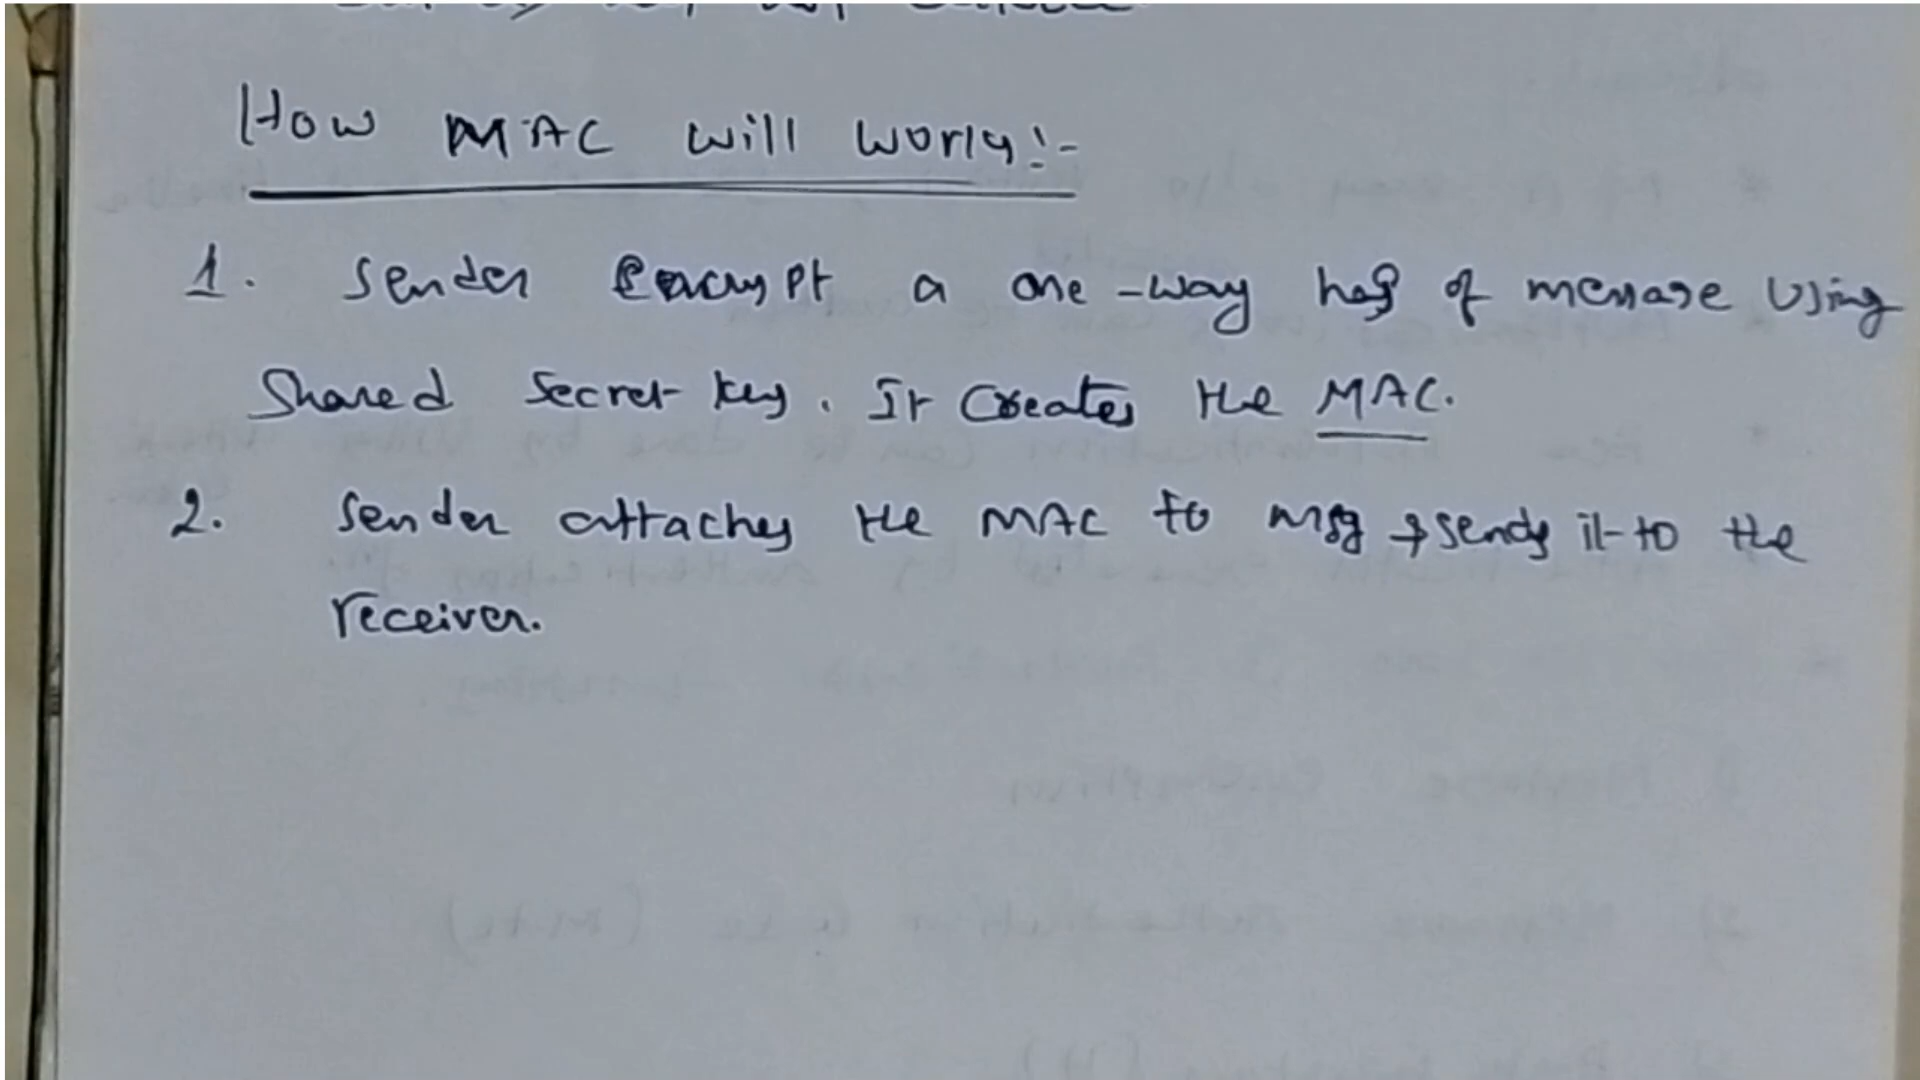 How MAC will work:-
1. Sender encrypt a one-way hash of message using
Shared secret key. It creates the MAC.
2. Sender attaches the MAC to msg & sends it to the
receiver.